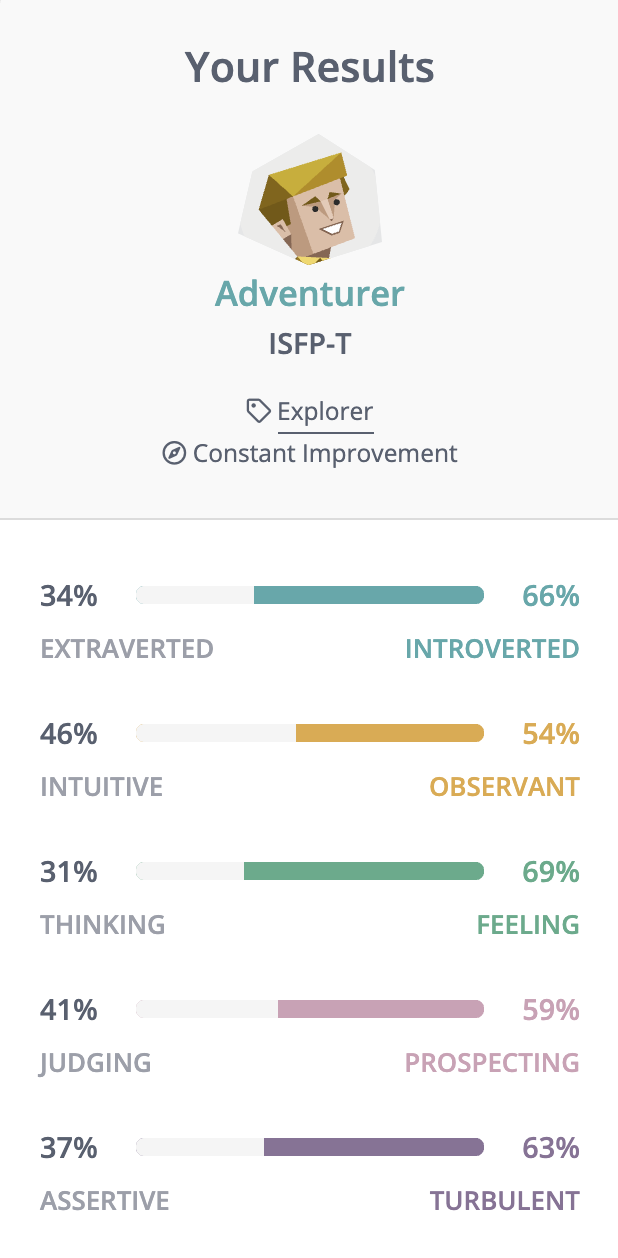 Your Results
Adventurer
ISFP-T
Explorer
Constant Improvement
34% 66%
EXTRAVERTED INTROVERTED
46% 54%
INTUITIVE OBSERVANT
31% 69%
THINKING FEELING
41% 59%
JUDGING PROSPECTING
37% 63%
ASSERTIVE TURBULENT